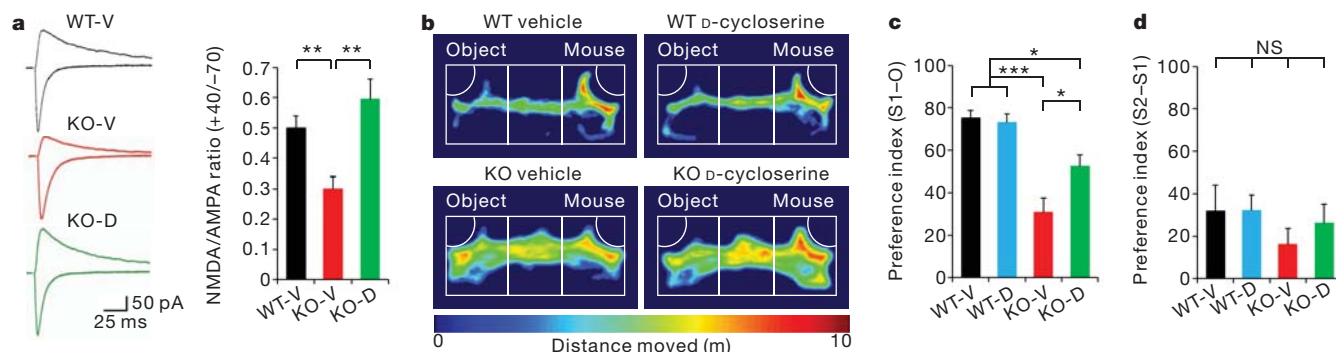 a
WT-V
KO-V
KO-D
50 pA
25 ms
NMDA/AMPA ratio (+40/−70)
** **
0.7
0.6
0.5
0.4
0.3
0.2
0.1
0
WT-V KO-V KO-D
b
WT vehicle WT D-cycloserine
Object Mouse Object Mouse
KO vehicle KO D-cycloserine
Object Mouse Object Mouse
0 Distance moved (m) 10
c
Preference index (S1–O)
*
***
*
100
80
60
40
20
0
WT-V WT-D KO-V KO-D
d
Preference index (S2–S1)
NS
100
80
60
40
20
0
WT-V WT-D KO-V KO-D